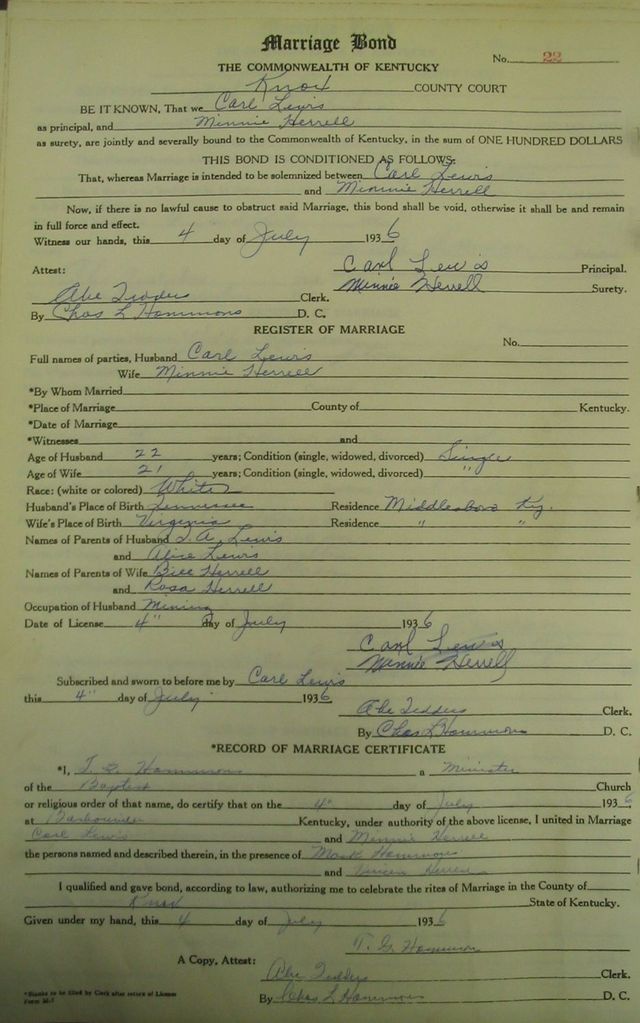 Marriage Bond
No. 22
THE COMMONWEALTH OF KENTUCKY
Knox COUNTY COURT
BE IT KNOWN, That we Carl Lewis
as principal, and Minnie Herrell
as surety, are jointly and severally bound to the Commonwealth of Kentucky, in the sum of ONE HUNDRED DOLLARS
THIS BOND IS CONDITIONED AS FOLLOWS:
That, whereas Marriage is intended to be solemnized between Carl Lewis
and Minnie Herrell
Now, if there is no lawful cause to obstruct said Marriage, this bond shall be void, otherwise it shall be and remain
in full force and effect.
Witness our hands, this 4 day of July 1936
Carl Lewis Principal.
Attest: Minnie Herrell Surety.
Abe Tedders Clerk.
By Chas L Hammons D. C.
REGISTER OF MARRIAGE
No.
Full names of parties, Husband Carl Lewis
Wife Minnie Herrell
*By Whom Married
*Place of Marriage County of Kentucky.
*Date of Marriage
*Witnesses and
Age of Husband 22 years; Condition (single, widowed, divorced) Single
Age of Wife 21 years; Condition (single, widowed, divorced) "
Race: (white or colored) White
Husband's Place of Birth Tennessee Residence Middlesboro Ky.
Wife's Place of Birth Virginia Residence " "
Names of Parents of Husband A. Lewis
and Alice Lewis
Names of Parents of Wife Bill Herrell
and Rosa Herrell
Occupation of Husband Mining
Date of License 4" day of July 1936
Carl Lewis
Minnie Herrell
Subscribed and sworn to before me by Carl Lewis
this 4" day of July 1936
Abe Tedders Clerk.
By Chas L Hammons D. C.
*RECORD OF MARRIAGE CERTIFICATE
*I, Hammons a Minister
of the Baptist Church
or religious order of that name, do certify that on the 4" day of July 1936
at Barbourville Kentucky, under authority of the above license, I united in Marriage
Carl Lewis and Minnie Herrell
the persons named and described therein, in the presence of Mark Hammons
and
I qualified and gave bond, according to law, authorizing me to celebrate the rites of Marriage in the County of
Knox State of Kentucky.
Given under my hand, this 4 day of July 1936
T. G. Hammons
A Copy, Attest: Abe Tedders Clerk.
By Chas L Hammons D. C.
*Blanks to be filled by Clerk after return of License